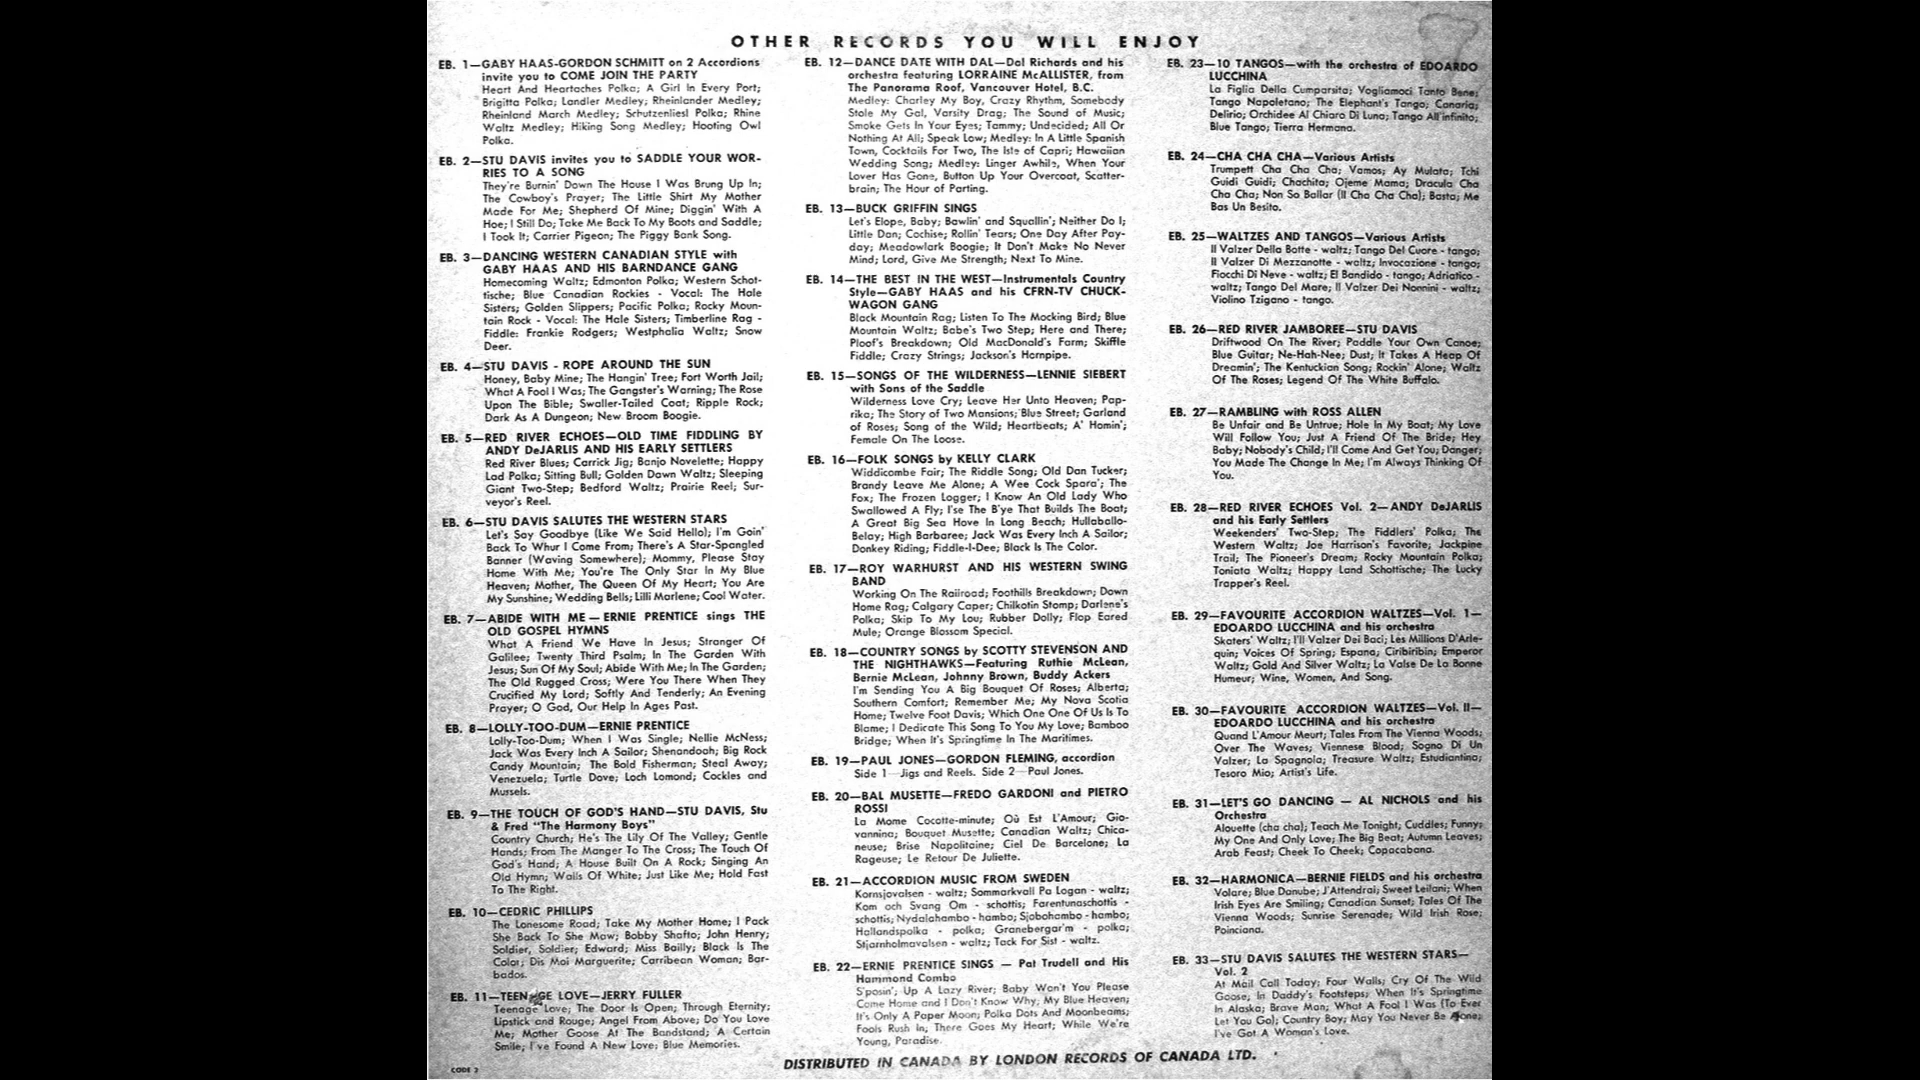 OTHER RECORDS YOU WILL ENJOY
EB. 1—GABY HAAS-GORDON SCHMITT on 2 Accordions
invite you to COME JOIN THE PARTY
Heart And Heartaches Polka; A Girl In Every Port;
Brigitta Polka; Landler Medley; Rheinlander Medley;
Rheinland March Medley; Schutzenliesl Polka; Rhine
Waltz Medley; Hiking Song Medley; Hooting Owl
Polka.
EB. 2—STU DAVIS invites you to SADDLE YOUR WOR-
RIES TO A SONG
They're Burnin' Down The House I Was Brung Up In;
The Cowboy's Prayer; The Little Shirt My Mother
Made For Me; Shepherd Of Mine; Diggin' With A
Hoe; I Still Do; Take Me Back To My Boots and Saddle;
I Took It; Carrier Pigeon; The Piggy Bank Song.
EB. 3—DANCING WESTERN CANADIAN STYLE with
GABY HAAS AND HIS BARNDANCE GANG
Homecoming Waltz; Edmonton Polka; Western Schot-
tische; Blue Canadian Rockies - Vocal: The Hale
Sisters; Golden Slippers; Pacific Polka; Rocky Moun-
tain Rock - Vocal: The Hale Sisters; Timberline Rag -
Fiddle: Frankie Rodgers; Westphalia Waltz; Snow
Deer.
EB. 4—STU DAVIS - ROPE AROUND THE SUN
Honey, Baby Mine; The Hangin' Tree; Fort Worth Jail;
What A Fool I Was; The Gangster's Warning; The Rose
Upon The Bible; Swaller-Tailed Coat; Ripple Rock;
Dark As A Dungeon; New Broom Boogie.
EB. 5—RED RIVER ECHOES—OLD TIME FIDDLING BY
ANDY DeJARLIS AND HIS EARLY SETTLERS
Red River Blues; Carrick Jig; Banjo Novelette; Happy
Lad Polka; Sitting Bull; Golden Dawn Waltz; Sleeping
Giant Two-Step; Bedford Waltz; Prairie Reel; Sur-
veyor's Reel.
EB. 6—STU DAVIS SALUTES THE WESTERN STARS
Let's Say Goodbye (Like We Said Hello); I'm Goin'
Back To Whur I Come From; There's A Star-Spangled
Banner (Waving Somewhere); Mommy, Please Stay
Home With Me; You're The Only Star In My Blue
Heaven; Mother, The Queen Of My Heart; You Are
My Sunshine; Wedding Bells; Lilli Marlene; Cool Water.
EB. 7—ABIDE WITH ME — ERNIE PRENTICE sings THE
OLD GOSPEL HYMNS
What A Friend We Have In Jesus; Stranger Of
Galilee; Twenty Third Psalm; In The Garden With
Jesus; Sun Of My Soul; Abide With Me; In The Garden;
The Old Rugged Cross; Were You There When They
Crucified My Lord; Softly And Tenderly; An Evening
Prayer; O God, Our Help In Ages Past.
EB. 8—LOLLY-TOO-DUM—ERNIE PRENTICE
Lolly-Too-Dum; When I Was Single; Nellie McNess;
Jack Was Every Inch A Sailor; Shenandoah; Big Rock
Candy Mountain; The Bold Fisherman; Steal Away;
Venezuela; Turtle Dove; Loch Lomond; Cockles and
Mussels.
EB. 9—THE TOUCH OF GOD'S HAND—STU DAVIS, Stu
& Fred "The Harmony Boys"
Country Church; He's The Lily Of The Valley; Gentle
Hands; From The Manger To The Cross; The Touch Of
God's Hand; A House Built On A Rock; Singing An
Old Hymn; Walls Of White; Just Like Me; Hold Fast
To The Right.
EB. 10—CEDRIC PHILLIPS
The Lonesome Road; Take My Mother Home; I Pack
She Back To She Maw; Bobby Shafto; John Henry;
Soldier, Soldier; Edward; Miss Bailly; Black Is The
Color; Dis Moi Marguerite; Carribean Woman; Bar-
bados.
EB. 11—TEENAGE LOVE—JERRY FULLER
Teenage Love; The Door Is Open; Through Eternity;
Lipstick and Rouge; Angel From Above; Do You Love
Me; Mother Goose At The Bandstand; A Certain
Smile; I've Found A New Love; Blue Memories.
CODE 2
EB. 12—DANCE DATE WITH DAL—Dal Richards and his
orchestra featuring LORRAINE McALLISTER, from
The Panorama Roof, Vancouver Hotel, B.C.
Medley: Charley My Boy, Crazy Rhythm, Somebody
Stole My Gal, Varsity Drag; The Sound of Music;
Smoke Gets In Your Eyes; Tammy; Undecided; All Or
Nothing At All; Speak Low; Medley: In A Little Spanish
Town, Cocktails For Two, The Isle of Capri; Hawaiian
Wedding Song; Medley: Linger Awhile, When Your
Lover Has Gone, Button Up Your Overcoat, Scatter-
brain; The Hour of Parting.
EB. 13—BUCK GRIFFIN SINGS
Let's Elope, Baby; Bawlin' and Squallin'; Neither Do I;
Little Dan; Cochise; Rollin' Tears; One Day After Pay-
day; Meadowlark Boogie; It Don't Make No Never
Mind; Lord, Give Me Strength; Next To Mine.
EB. 14—THE BEST IN THE WEST—Instrumentals Country
Style—GABY HAAS and his CFRN-TV CHUCK-
WAGON GANG
Black Mountain Rag; Listen To The Mocking Bird; Blue
Mountain Waltz; Babe's Two Step; Here and There;
Ploof's Breakdown; Old MacDonald's Farm; Skiffle
Fiddle; Crazy Strings; Jackson's Hornpipe.
EB. 15—SONGS OF THE WILDERNESS—LENNIE SIEBERT
with Sons of the Saddle
Wilderness Love Cry; Leave Her Unto Heaven; Pap-
rika; The Story of Two Mansions; Blue Street; Garland
of Roses; Song of the Wild; Heartbeats; A' Homin';
Female On The Loose.
EB. 16—FOLK SONGS by KELLY CLARK
Widdicombe Fair; The Riddle Song; Old Dan Tucker;
Brandy Leave Me Alone; A Wee Cock Spara'; The
Fox; The Frozen Logger; I Know An Old Lady Who
Swallowed A Fly; I'se The B'ye That Builds The Boat;
A Great Big Sea Hove In Long Beach; Hullaballo-
Belay; High Barbaree; Jack Was Every Inch A Sailor;
Donkey Riding; Fiddle-I-Dee; Black Is The Color.
EB. 17—ROY WARHURST AND HIS WESTERN SWING
BAND
Working On The Railroad; Foothills Breakdown; Down
Home Rag; Calgary Caper; Chilkotin Stomp; Darlene's
Polka; Skip To My Lou; Rubber Dolly; Flop Eared
Mule; Orange Blossom Special.
EB. 18—COUNTRY SONGS by SCOTTY STEVENSON AND
THE NIGHTHAWKS—Featuring Ruthie McLean,
Bernie McLean, Johnny Brown, Buddy Ackers
I'm Sending You A Big Bouquet Of Roses; Alberta;
Southern Comfort; Remember Me; My Nova Scotia
Home; Twelve Foot Davis; Which One One Of Us Is To
Blame; I Dedicate This Song To You My Love; Bamboo
Bridge; When It's Springtime In The Maritimes.
EB. 19—PAUL JONES—GORDON FLEMING, accordion
Side 1—Jigs and Reels. Side 2—Paul Jones.
EB. 20—BAL MUSETTE—FREDO GARDONI and PIETRO
ROSSI
La Mome Cocotte-minute; Où Est L'Amour; Gio-
vannina; Bouquet Musette; Canadian Waltz; Chica-
neuse; Brise Napolitaine; Ciel De Barcelone; La
Rageuse; Le Retour De Juliette.
EB. 21—ACCORDION MUSIC FROM SWEDEN
Kornsjovalsen - waltz; Sommarkvall Pa Logan - waltz;
Kom och Svang Om - schottis; Farentunaschottis -
schottis; Nydalahambo - hambo; Sjobohambo - hambo;
Hallandspolka - polka; Granebergar'm - polka;
Stjarnholmavalsen - waltz; Tack For Sist - waltz.
EB. 22—ERNIE PRENTICE SINGS — Pat Trudell and His
Hammond Combo
S'posin'; Up A Lazy River; Baby Won't You Please
Come Home and I Don't Know Why; My Blue Heaven;
It's Only A Paper Moon; Polka Dots And Moonbeams;
Fools Rush In; There Goes My Heart; While We're
Young, Paradise.
EB. 23—10 TANGOS—with the orchestra of EDOARDO
LUCCHINA
La Figlia Della Cumparsita; Vogliamoci Tanto Bene;
Tango Napoletano; The Elephant's Tango; Canaria;
Delirio; Orchidee Al Chiaro Di Luna; Tango All'infinito;
Blue Tango; Tierra Hermana.
EB. 24—CHA CHA CHA—Various Artists
Trumpett Cha Cha Cha; Vamos; Ay Mulata; Tchi
Guidi Guidi; Chachita; Ojeme Mama; Dracula Cha
Cha Cha; Non So Ballar (Il Cha Cha Cha); Basta; Me
Bas Un Besito.
EB. 25—WALTZES AND TANGOS—Various Artists
Il Valzer Della Botte - waltz; Tango Del Cuore - tango;
Il Valzer Di Mezzanotte - waltz; Invocazione - tango;
Fiocchi Di Neve - waltz; El Bandido - tango; Adriatico -
waltz; Tango Del Mare; Il Valzer Dei Nonnini - waltz;
Violino Tzigano - tango.
EB. 26—RED RIVER JAMBOREE—STU DAVIS
Driftwood On The River; Paddle Your Own Canoe;
Blue Guitar; Ne-Hah-Nee; Dust; It Takes A Heap Of
Dreamin'; The Kentuckian Song; Rockin' Alone; Waltz
Of The Roses; Legend Of The White Buffalo.
EB. 27—RAMBLING with ROSS ALLEN
Be Unfair and Be Untrue; Hole In My Boat; My Love
Will Follow You; Just A Friend Of The Bride; Hey
Baby; Nobody's Child; I'll Come And Get You; Danger;
You Made The Change In Me; I'm Always Thinking Of
You.
EB. 28—RED RIVER ECHOES Vol. 2—ANDY DeJARLIS
and his Early Settlers
Weekenders' Two-Step; The Fiddlers' Polka; The
Western Waltz; Joe Harrison's Favorite; Jackpine
Trail; The Pioneer's Dream; Rocky Mountain Polka;
Toniata Waltz; Happy Land Schottische; The Lucky
Trapper's Reel.
EB. 29—FAVOURITE ACCORDION WALTZES—Vol. 1—
EDOARDO LUCCHINA and his orchestra
Skaters' Waltz; I'll Valzer Dei Baci; Les Millions D'Arle-
quin; Voices Of Spring; Espana; Ciribiribin; Emperor
Waltz; Gold And Silver Waltz; La Valse De La Bonne
Humeur; Wine, Women, And Song.
EB. 30—FAVOURITE ACCORDION WALTZES—Vol. II—
EDOARDO LUCCHINA and his orchestra
Quand L'Amour Meurt; Tales From The Vienna Woods;
Over The Waves; Viennese Blood; Sogno Di Un
Valzer; La Spagnola; Treasure Waltz; Estudiantina;
Tesoro Mio; Artist's Life.
EB. 31—LET'S GO DANCING — AL NICHOLS and his
Orchestra
Alouette (cha cha); Teach Me Tonight; Cuddles; Funny;
My One And Only Love; The Big Beat; Autumn Leaves;
Arab Feast; Cheek To Cheek; Copacabana.
EB. 32—HARMONICA—BERNIE FIELDS and his orchestra
Volare; Blue Danube; J'Attendrai; Sweet Leilani; When
Irish Eyes Are Smiling; Canadian Sunset; Tales Of The
Vienna Woods; Sunrise Serenade; Wild Irish Rose;
Poinciana.
EB. 33—STU DAVIS SALUTES THE WESTERN STARS—
Vol. 2
At Mail Call Today; Four Walls; Cry Of The Wild
Goose; In Daddy's Footsteps; When It's Springtime
In Alaska; Brave Man; What A Fool I Was (To Ever
Let You Go); Country Boy; May You Never Be Alone;
I've Got A Woman's Love.
DISTRIBUTED IN CANADA BY LONDON RECORDS OF CANADA LTD.